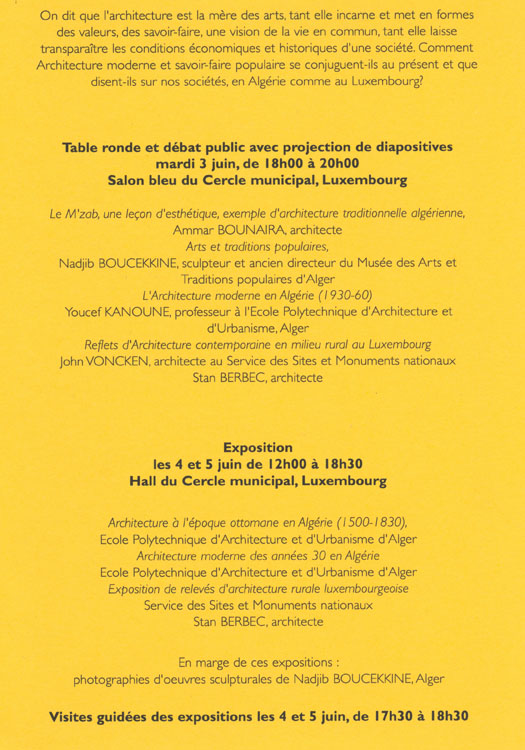 On dit que l'architecture est la mère des arts, tant elle incarne et met en formes
des valeurs, des savoir-faire, une vision de la vie en commun, tant elle laisse
transparaître les conditions économiques et historiques d'une société. Comment
Architecture moderne et savoir-faire populaire se conjuguent-ils au présent et que
disent-ils sur nos sociétés, en Algérie comme au Luxembourg?
Table ronde et débat public avec projection de diapositives
mardi 3 juin, de 18h00 à 20h00
Salon bleu du Cercle municipal, Luxembourg
Le M'zab, une leçon d'esthétique, exemple d'architecture traditionnelle algérienne,
Ammar BOUNAIRA, architecte
Arts et traditions populaires,
Nadjib BOUCEKKINE, sculpteur et ancien directeur du Musée des Arts et
Traditions populaires d'Alger
L'Architecture moderne en Algérie (1930-60)
Youcef KANOUNE, professeur à l'Ecole Polytechnique d'Architecture et
d'Urbanisme, Alger
Reflets d'Architecture contemporaine en milieu rural au Luxembourg
John VONCKEN, architecte au Service des Sites et Monuments nationaux
Stan BERBEC, architecte
Exposition
les 4 et 5 juin de 12h00 à 18h30
Hall du Cercle municipal, Luxembourg
Architecture à l'époque ottomane en Algérie (1500-1830),
Ecole Polytechnique d'Architecture et d'Urbanisme d'Alger
Architecture moderne des années 30 en Algérie
Ecole Polytechnique d'Architecture et d'Urbanisme d'Alger
Exposition de relevés d'architecture rurale luxembourgeoise
Service des Sites et Monuments nationaux
Stan BERBEC, architecte
En marge de ces expositions :
photographies d'oeuvres sculpturales de Nadjib BOUCEKKINE, Alger
Visites guidées des expositions les 4 et 5 juin, de 17h30 à 18h30